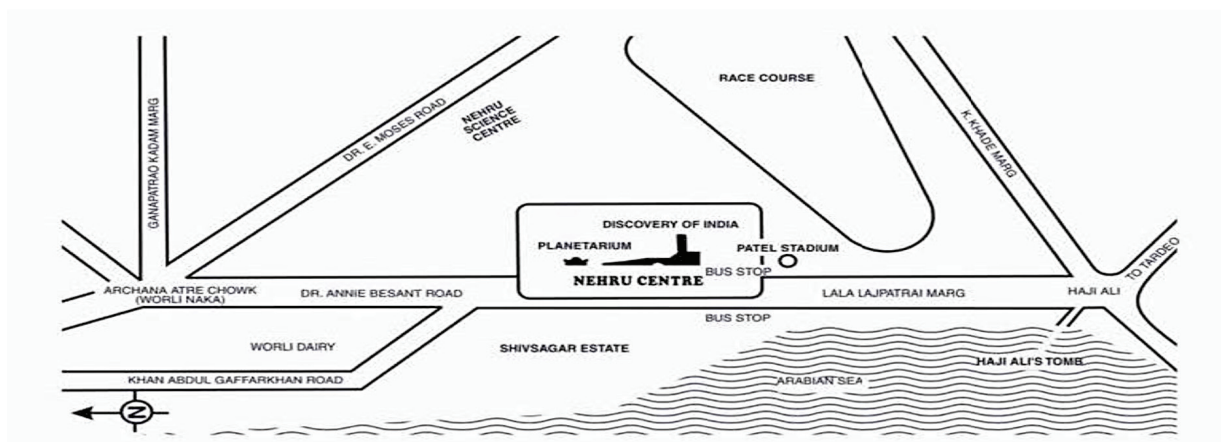 RACE COURSE
GANAPATRAO KADAM MARG
DR. E. MOSES ROAD
NEHRU
SCIENCE
CENTRE
K. KHADE MARG
DISCOVERY OF INDIA
PLANETARIUM
PATEL STADIUM
TO TARDEO
BUS STOP
NEHRU CENTRE
ARCHANA ATRE CHOWK
(WORLI NAKA)
DR. ANNIE BESANT ROAD
LALA LAJPATRAI MARG
HAJI ALI
BUS STOP
WORLI DAIRY
SHIVSAGAR ESTATE
HAJI ALI'S TOMB
KHAN ABDUL GAFFARKHAN ROAD
ARABIAN SEA
N